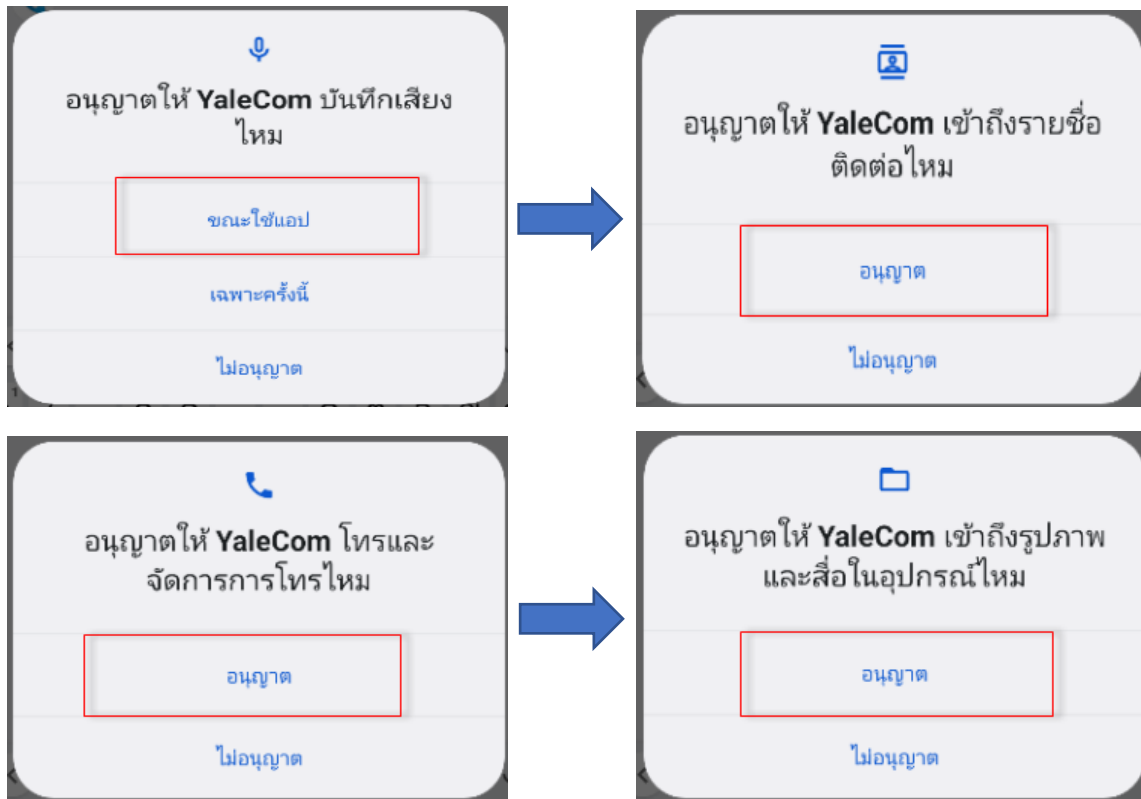 อนุญาตให้ YaleCom บันทึกเสียง
ไหม
ขณะใช้แอป
เฉพาะครั้งนี้
ไม่อนุญาต
อนุญาตให้ YaleCom เข้าถึงรายชื่อ
ติดต่อไหม
อนุญาต
ไม่อนุญาต
อนุญาตให้ YaleCom โทรและ
จัดการการโทรไหม
อนุญาต
ไม่อนุญาต
อนุญาตให้ YaleCom เข้าถึงรูปภาพ
และสื่อในอุปกรณ์ไหม
อนุญาต
ไม่อนุญาต